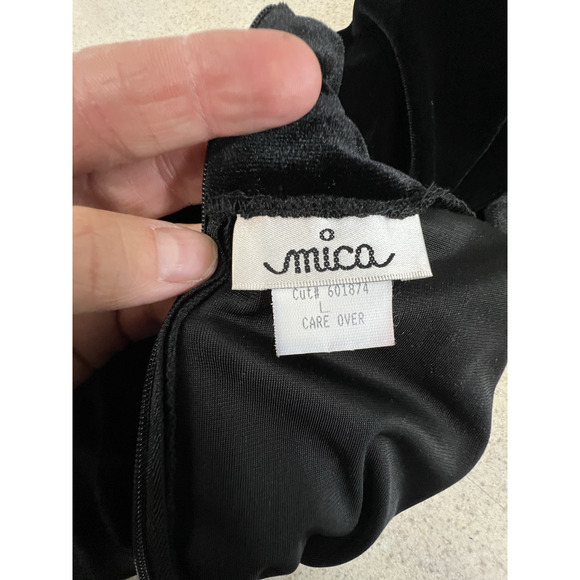 mica
Cut# 601874
L
CARE OVER